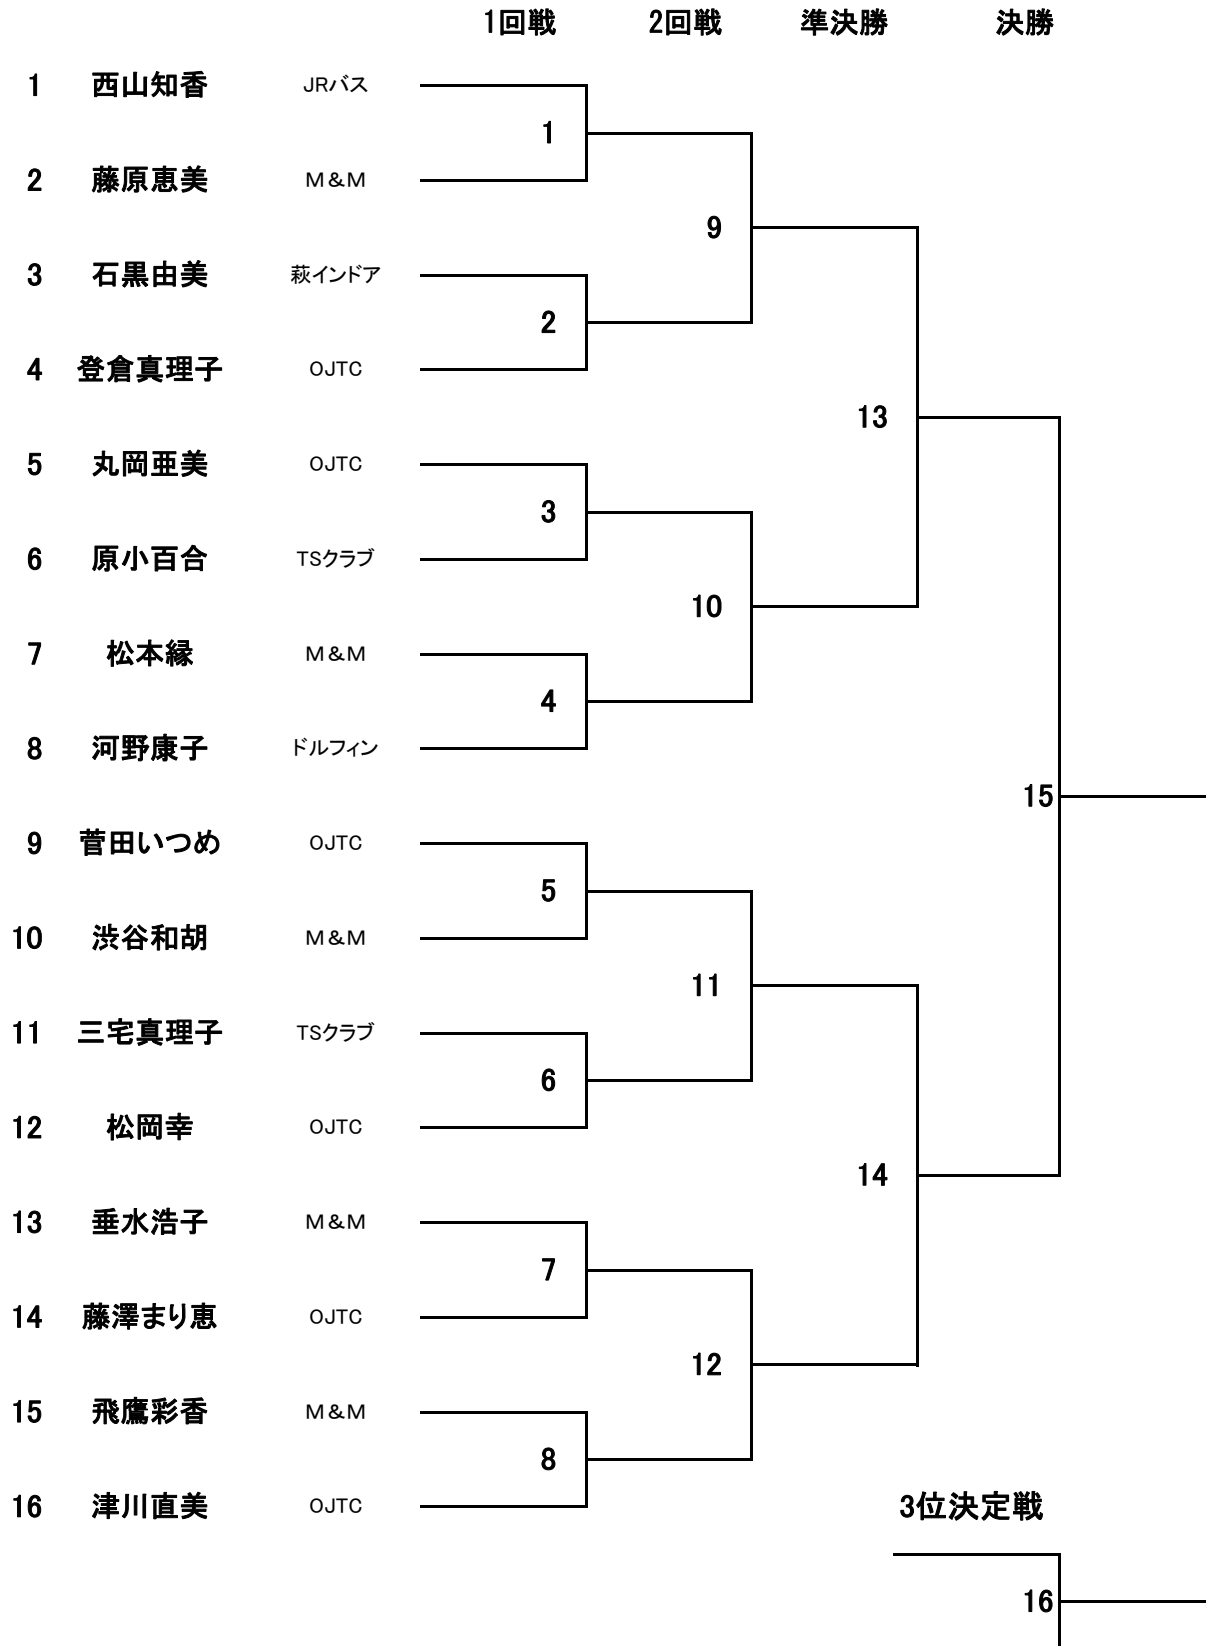 1回戦 2回戦 準決勝 決勝
1 西山知香 JRバス
1
2 藤原恵美 M&M
9
3 石黒由美 萩インドア
2
4 登倉真理子 OJTC
13
5 丸岡亜美 OJTC
3
6 原小百合 TSクラブ
10
7 松本縁 M&M
4
8 河野康子 ドルフィン
15
9 菅田いつめ OJTC
5
10 渋谷和胡 M&M
11
11 三宅真理子 TSクラブ
6
12 松岡幸 OJTC
14
13 垂水浩子 M&M
7
14 藤澤まり恵 OJTC
12
15 飛鷹彩香 M&M
8
16 津川直美 OJTC
3位決定戦
16